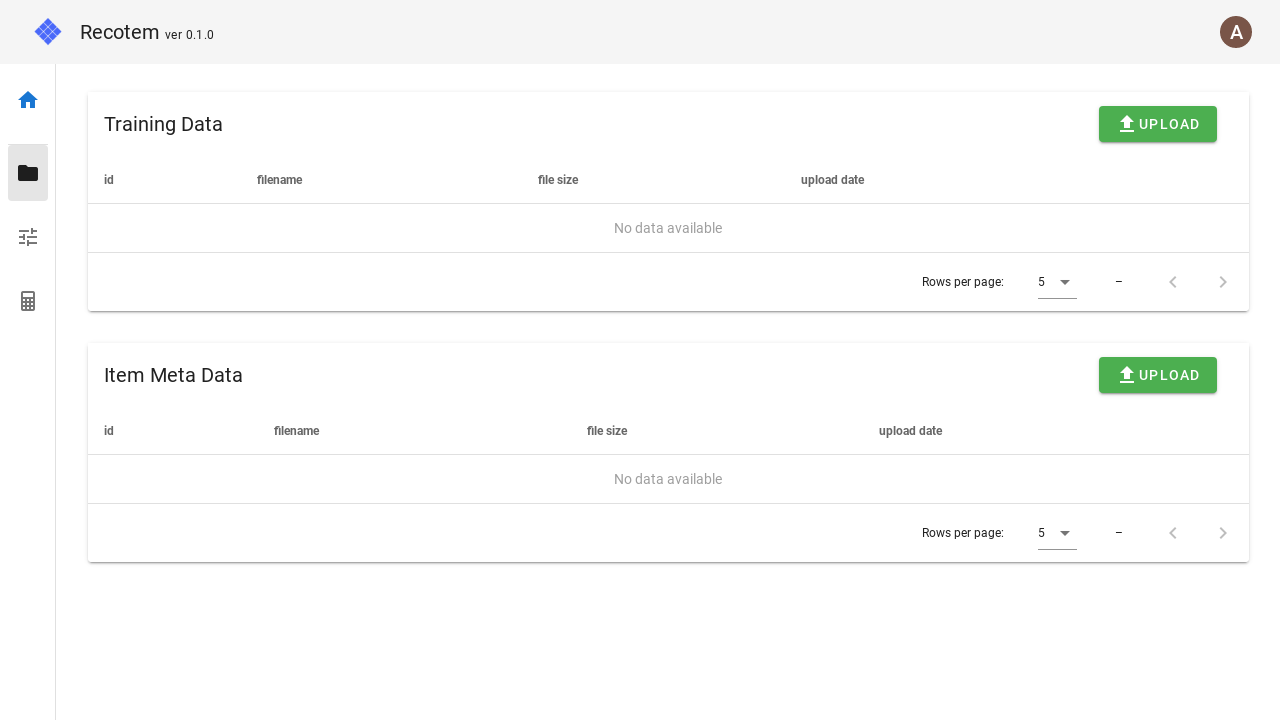 Recotem ver 0.1.0
A
Training Data
UPLOAD
id filename file size upload date
No data available
Rows per page: 5 –
Item Meta Data
UPLOAD
id filename file size upload date
No data available
Rows per page: 5 –